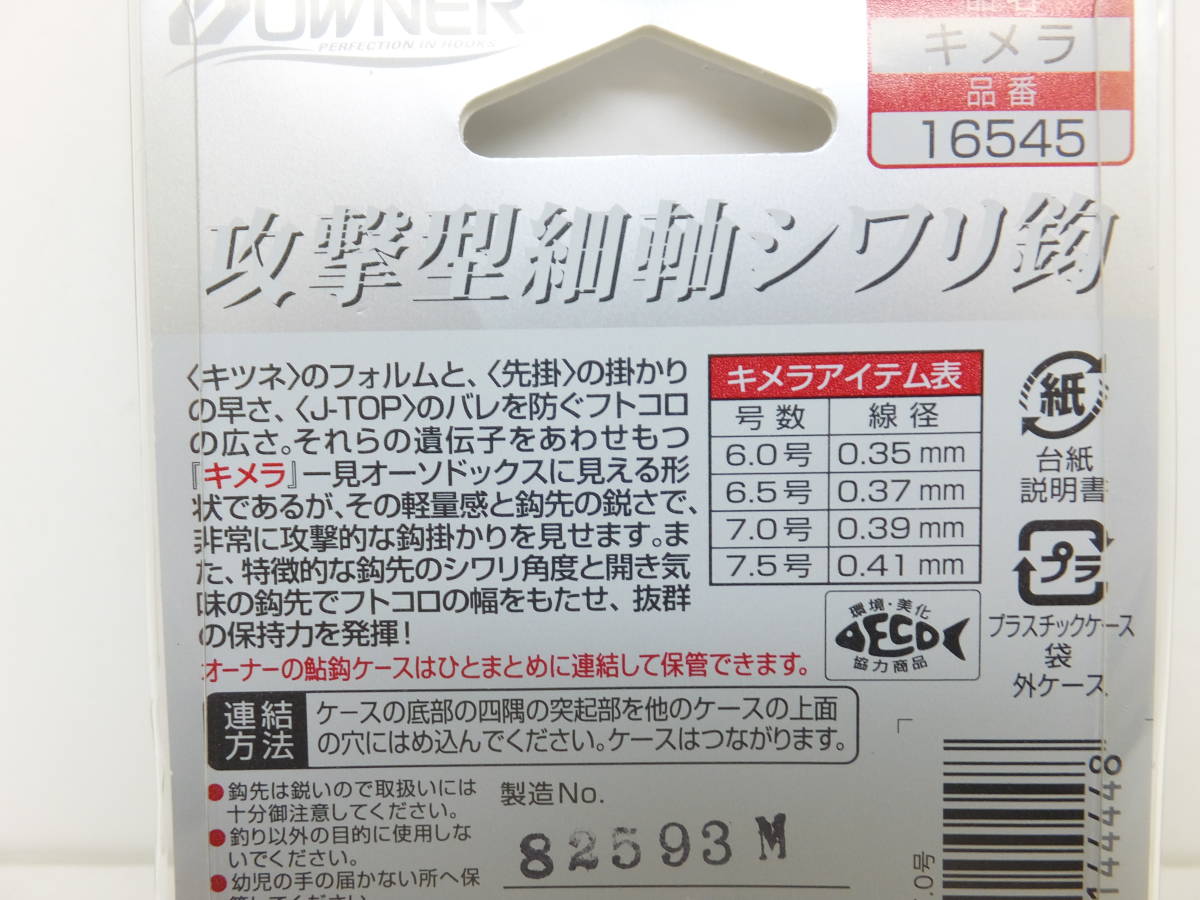 OWNER
PERFECTION IN HOOKS
品名
キメラ
品番
16545
攻撃型細軸シワリ鈎
〈キツネ〉のフォルムと、〈先掛〉の掛かり
の早さ、〈J-TOP〉のバレを防ぐフトコロ
の広さ。それらの遺伝子をあわせもつ
『キメラ』一見オーソドックスに見える形
状であるが、その軽量感と鈎先の鋭さで、
非常に攻撃的な鈎掛かりを見せます。ま
た、特徴的な鈎先のシワリ角度と開き気
味の鈎先でフトコロの幅をもたせ、抜群
の保持力を発揮!
キメラアイテム表
号数 線径
6.0号 0.35mm
6.5号 0.37mm
7.0号 0.39mm
7.5号 0.41mm
紙
台紙
説明書
プラ
プラスチックケース
袋
外ケース
環境・美化
ECO
協力商品
オーナーの鮎鈎ケースはひとまとめに連結して保管できます。
連結
方法
ケースの底部の四隅の突起部を他のケースの上面
の穴にはめ込んでください。ケースはつながります。
●鈎先は鋭いので取扱いには
十分御注意してください。
●釣り以外の目的に使用しな
いでください。
●幼児の手の届かない所へ保
製造No.
82593M
.0号